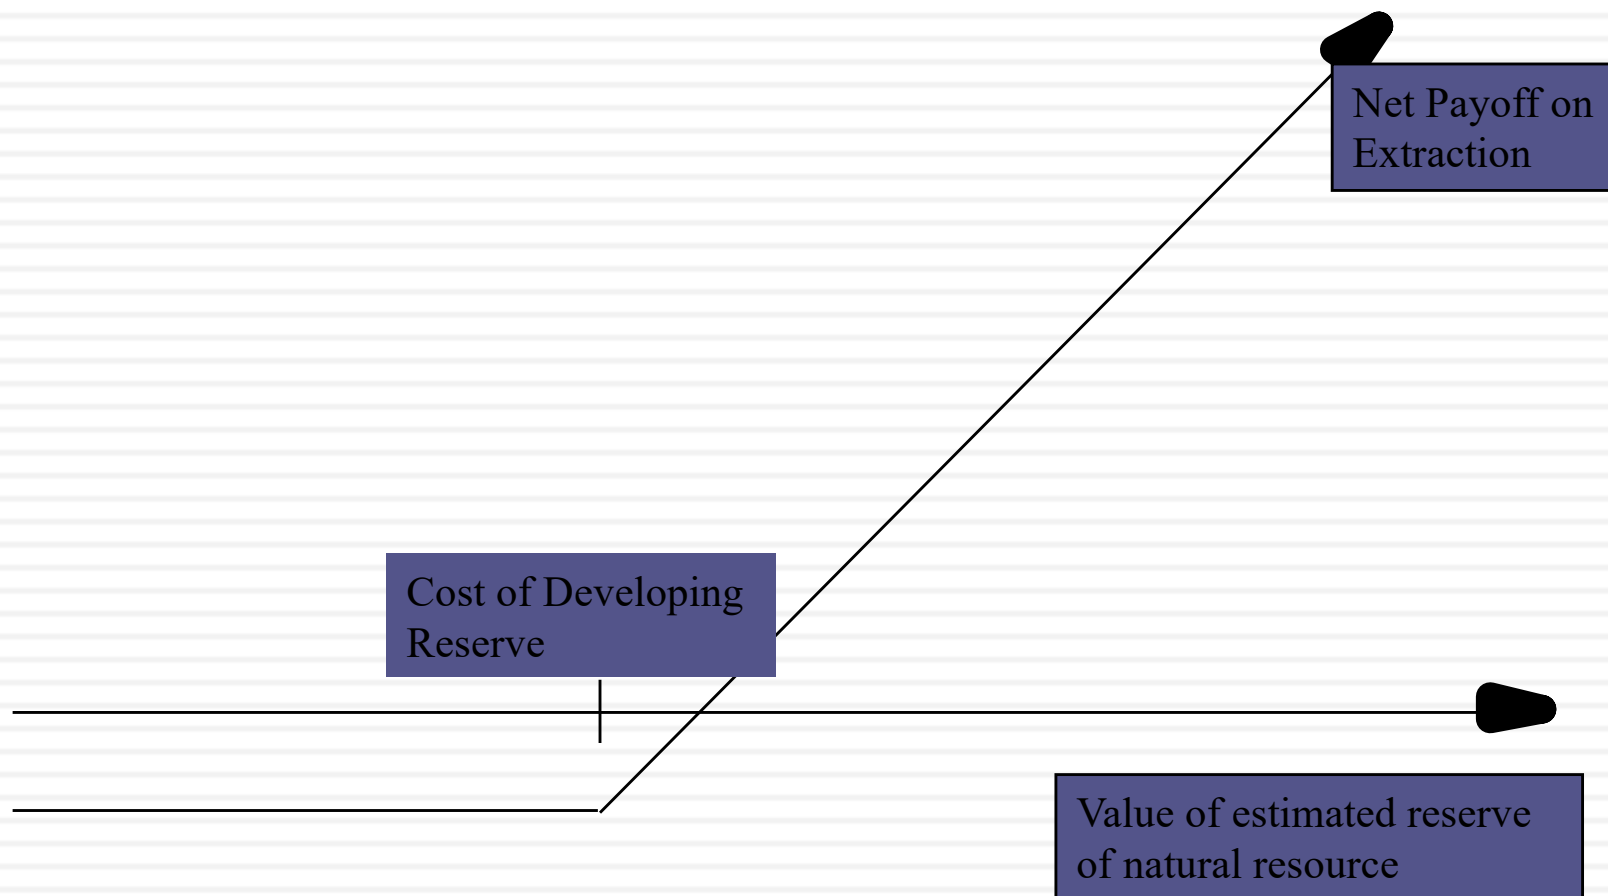 Net Payoff on
Extraction
Cost of Developing
Reserve
Value of estimated reserve
of natural resource